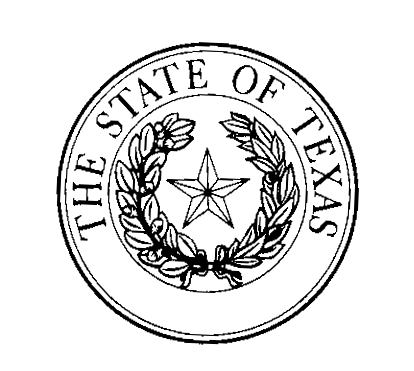 THE STATE OF TEXAS